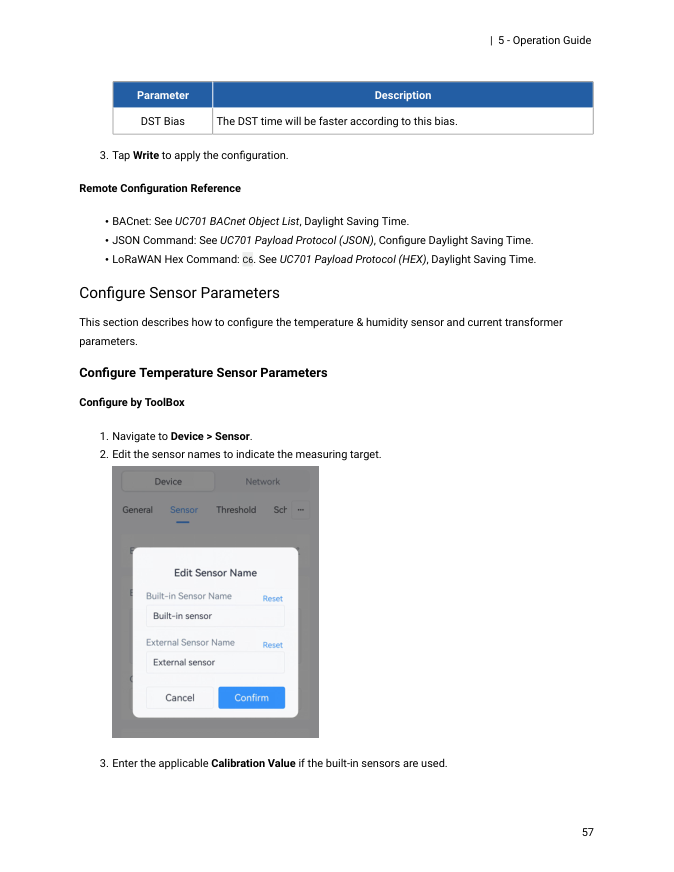 | 5 - Operation Guide
Parameter Description
DST Bias The DST time will be faster according to this bias.
3. Tap Write to apply the configuration.
Remote Configuration Reference
• BACnet: See UC701 BACnet Object List, Daylight Saving Time.
• JSON Command: See UC701 Payload Protocol (JSON), Configure Daylight Saving Time.
• LoRaWAN Hex Command: C6. See UC701 Payload Protocol (HEX), Daylight Saving Time.
Configure Sensor Parameters
This section describes how to configure the temperature & humidity sensor and current transformer
parameters.
Configure Temperature Sensor Parameters
Configure by ToolBox
1. Navigate to Device > Sensor.
2. Edit the sensor names to indicate the measuring target.
Device Network
General Sensor Threshold Sch ···
Edit Sensor Name
Built-in Sensor Name Reset
Built-in sensor
External Sensor Name Reset
External sensor
Cancel Confirm
3. Enter the applicable Calibration Value if the built-in sensors are used.
57